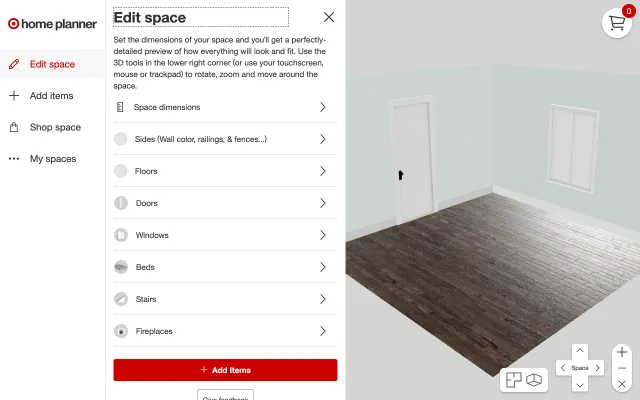 home planner
Edit space
Add items
Shop space
My spaces
Edit space
Set the dimensions of your space and you'll get a perfectly-
detailed preview of how everything will look and fit. Use the
3D tools in the lower right corner (or use your touchscreen,
mouse or trackpad) to rotate, zoom and move around the
space.
Space dimensions
Sides (Wall color, railings, & fences...)
Floors
Doors
Windows
Beds
Stairs
Fireplaces
Add Items
Give feedback
0
Space